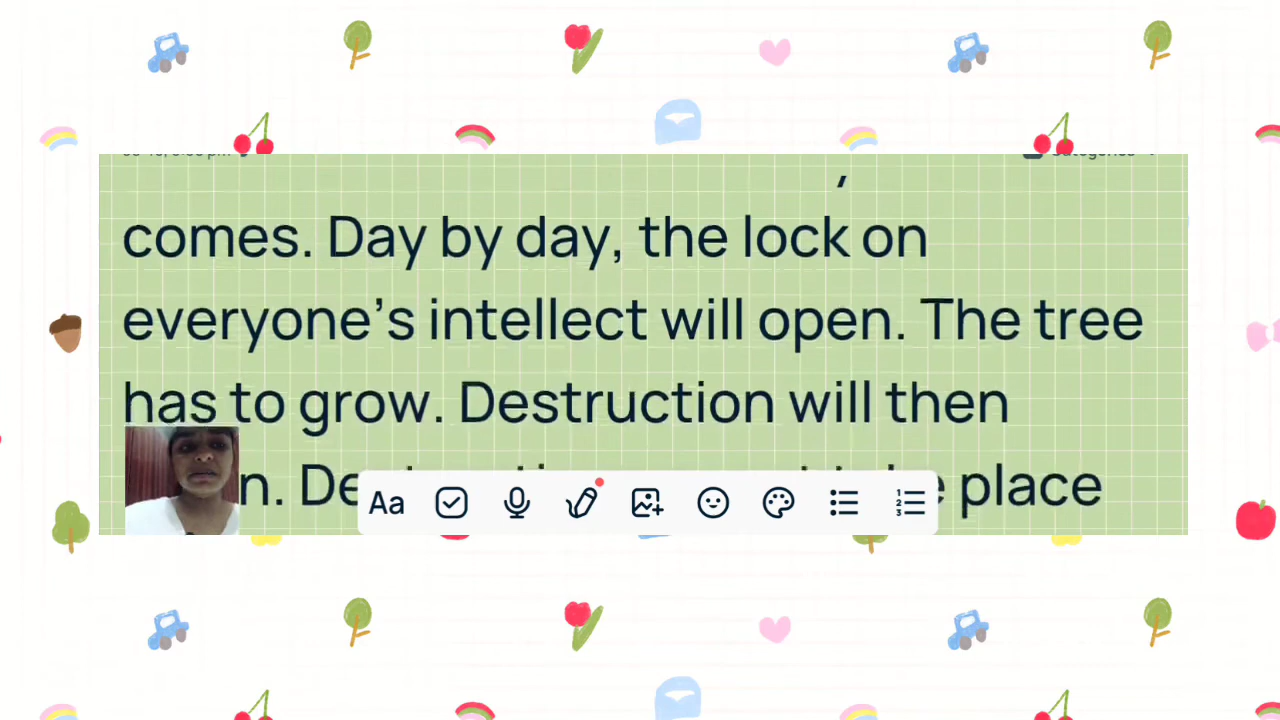 comes. Day by day, the lock on
everyone's intellect will open. The tree
has to grow. Destruction will then
place
Aa